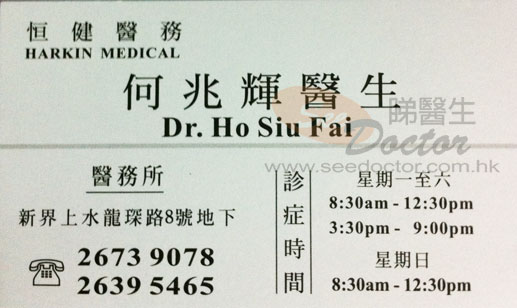 恒健醫務
HARKIN MEDICAL
何兆輝醫生
Dr. Ho Siu Fai
See 睇醫生
Doctor
www.seedoctor.com.hk
醫務所
新界上水龍琛路8號地下
2673 9078
2639 5465
診症時間
星期一至六
8:30am - 12:30pm
3:30pm - 9:00pm
星期日
8:30am - 12:30pm